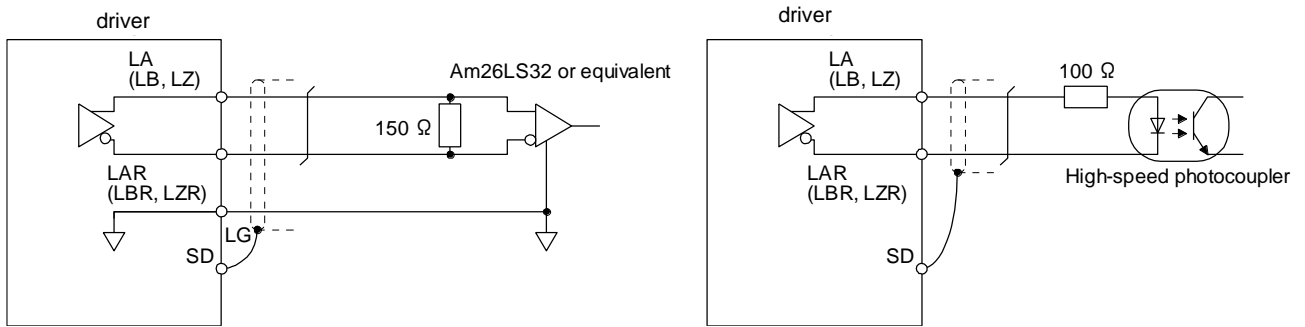 driver
LA
(LB, LZ)
Am26LS32 or equivalent
150 Ω
LAR
(LBR, LZR)
LG
SD
driver
LA
(LB, LZ)
100 Ω
LAR
(LBR, LZR)
High-speed photocoupler
SD